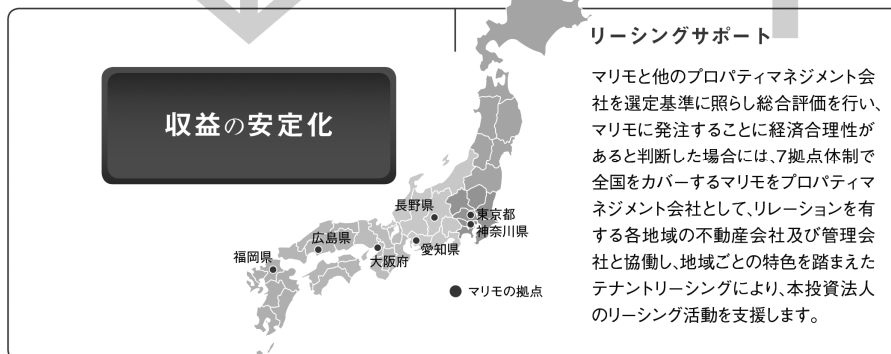 収益の安定化
リーシングサポート
マリモと他のプロパティマネジメント会
社を選定基準に照らし総合評価を行い、
マリモに発注することに経済合理性が
あると判断した場合には、7拠点体制で
全国をカバーするマリモをプロパティマ
ネジメント会社として、リレーションを有
する各地域の不動産会社及び管理会
社と協働し、地域ごとの特色を踏まえた
テナントリーシングにより、本投資法人
のリーシング活動を支援します。
長野県
東京都
神奈川県
広島県
愛知県
福岡県
大阪府
マリモの拠点